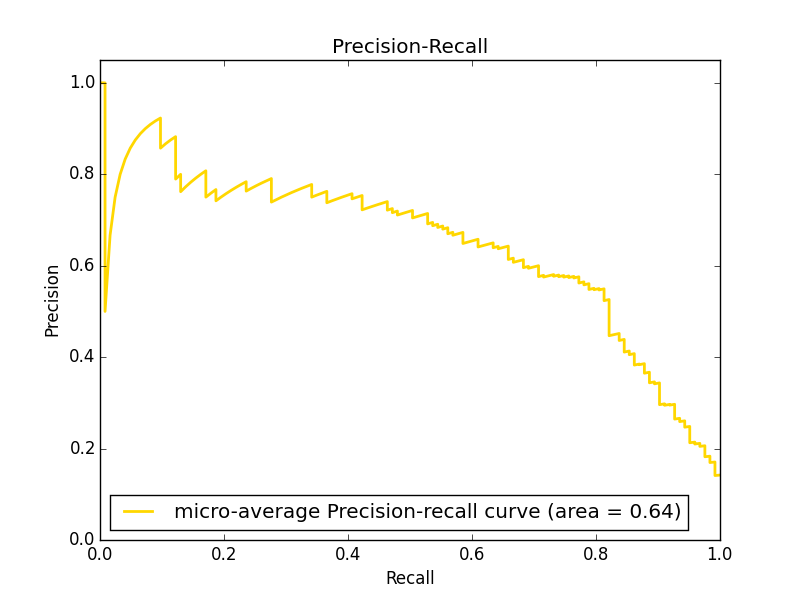 Precision-Recall
1.0
0.8
0.6
0.4
0.2
0.0
Precision
micro-average Precision-recall curve (area = 0.64)
0.0 0.2 0.4 0.6 0.8 1.0
Recall